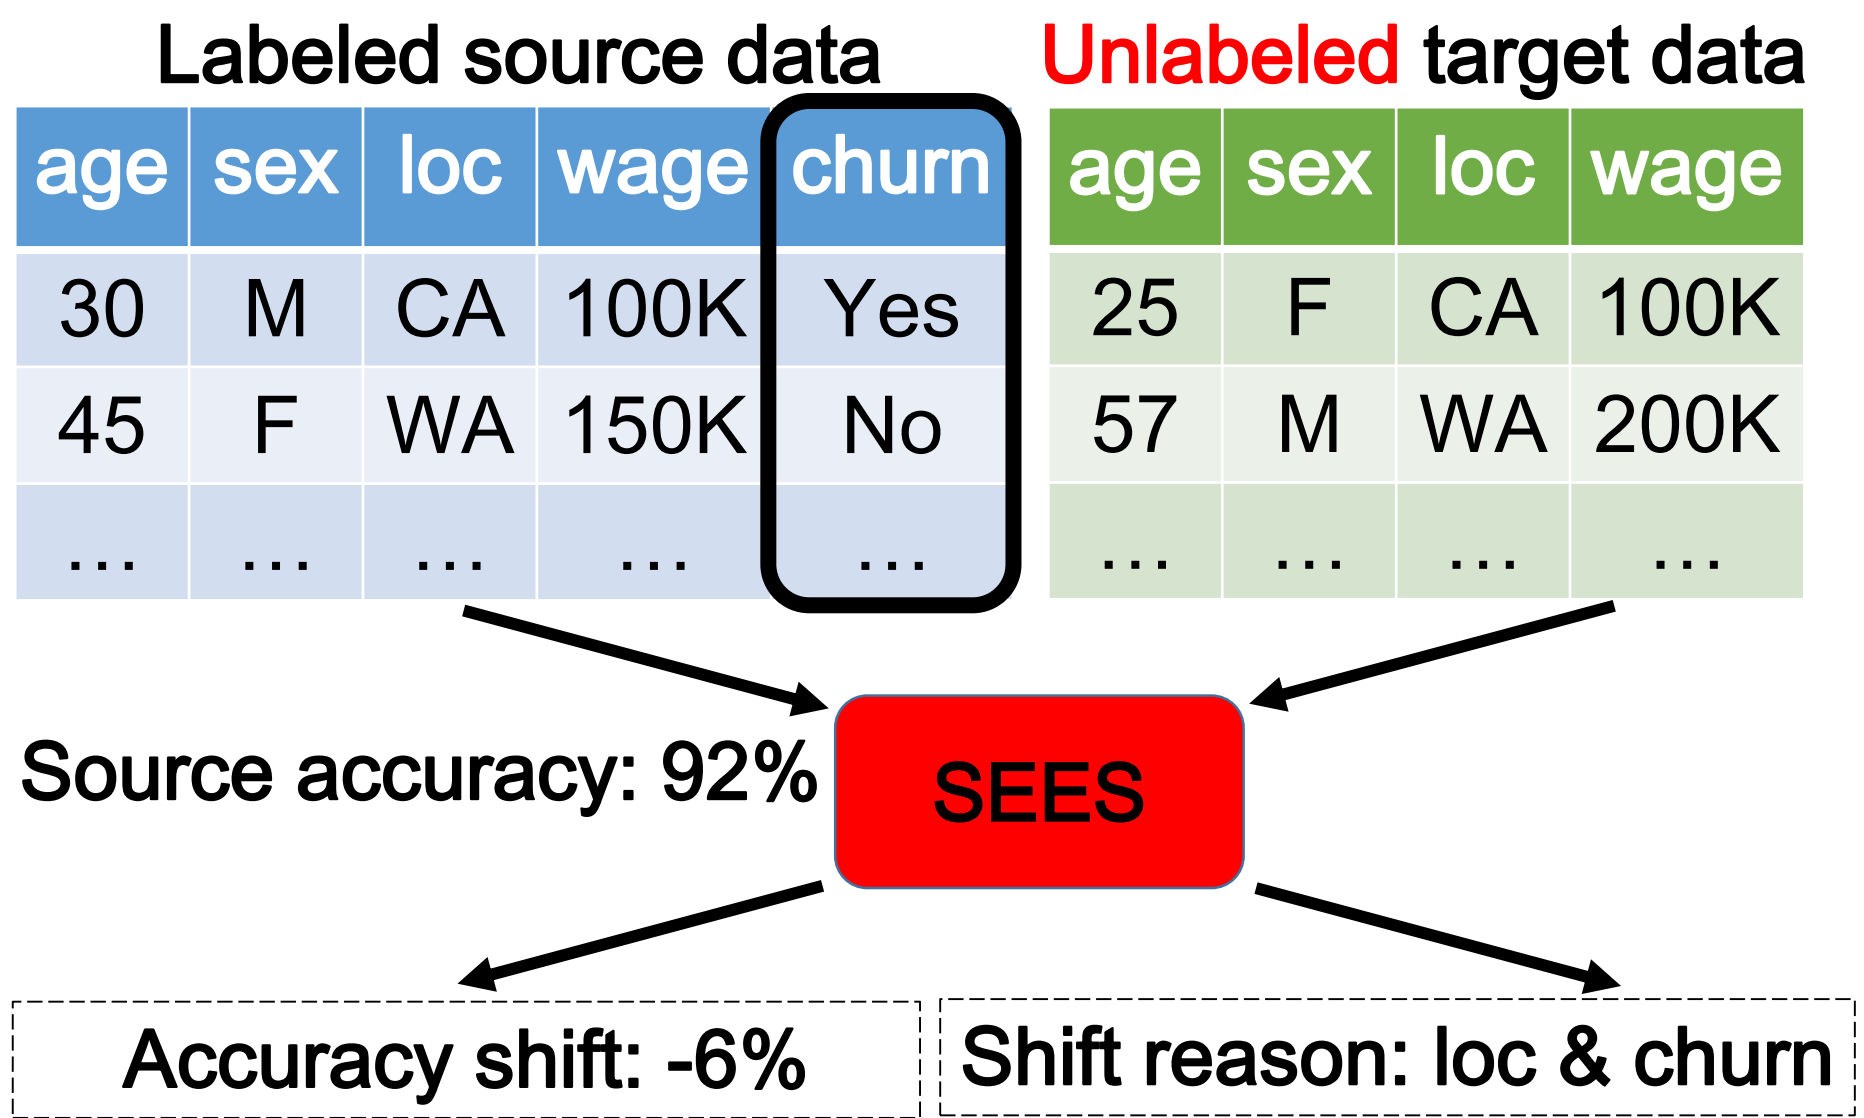 Labeled source data
age sex loc wage churn
30 M CA 100K Yes
45 F WA 150K No
... ... ... ... ...
Unlabeled target data
age sex loc wage
25 F CA 100K
57 M WA 200K
... ... ... ...
Source accuracy: 92%
SEES
Accuracy shift: -6%
Shift reason: loc & churn